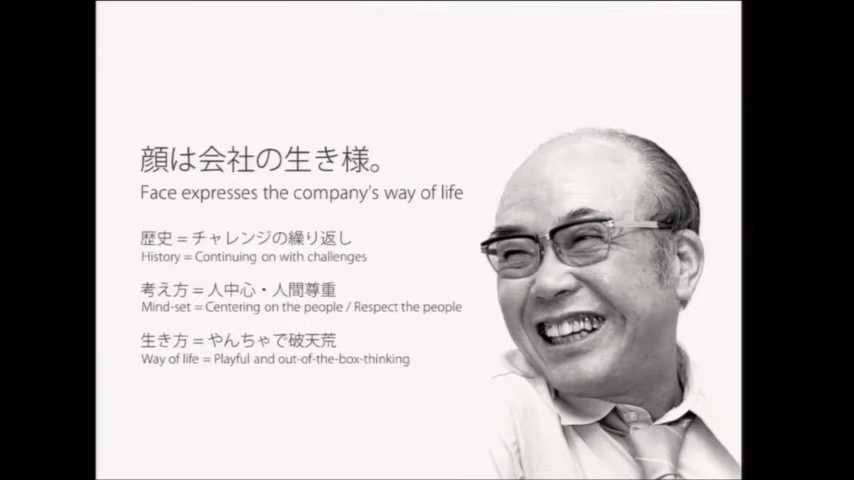 顔は会社の生き様。
Face expresses the company's way of life
歴史 = チャレンジの繰り返し
History = Continuing on with challenges
考え方 = 人中心・人間尊重
Mind-set = Centering on the people / Respect the people
生き方 = やんちゃで破天荒
Way of life = Playful and out-of-the-box-thinking